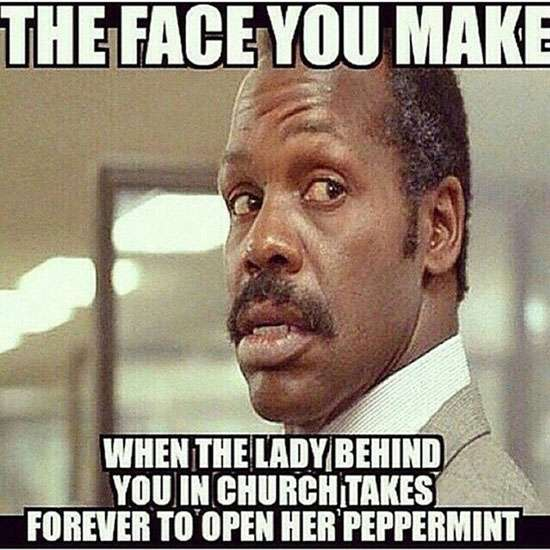 THE FACE YOU MAKE
WHEN THE LADY BEHIND
YOU IN CHURCH TAKES
FOREVER TO OPEN HER PEPPERMINT